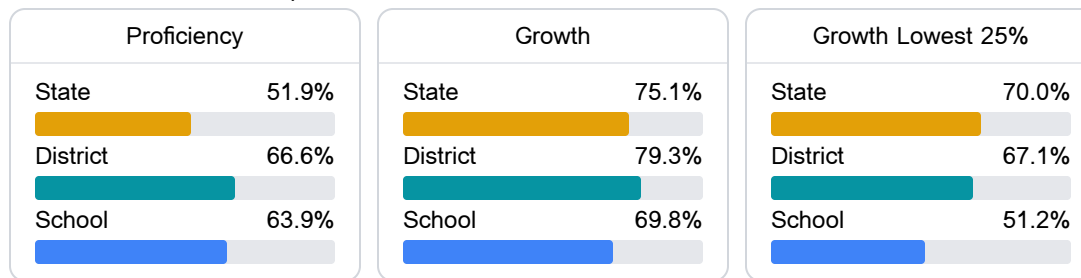 Proficiency
State 51.9%
District 66.6%
School 63.9%
Growth
State 75.1%
District 79.3%
School 69.8%
Growth Lowest 25%
State 70.0%
District 67.1%
School 51.2%